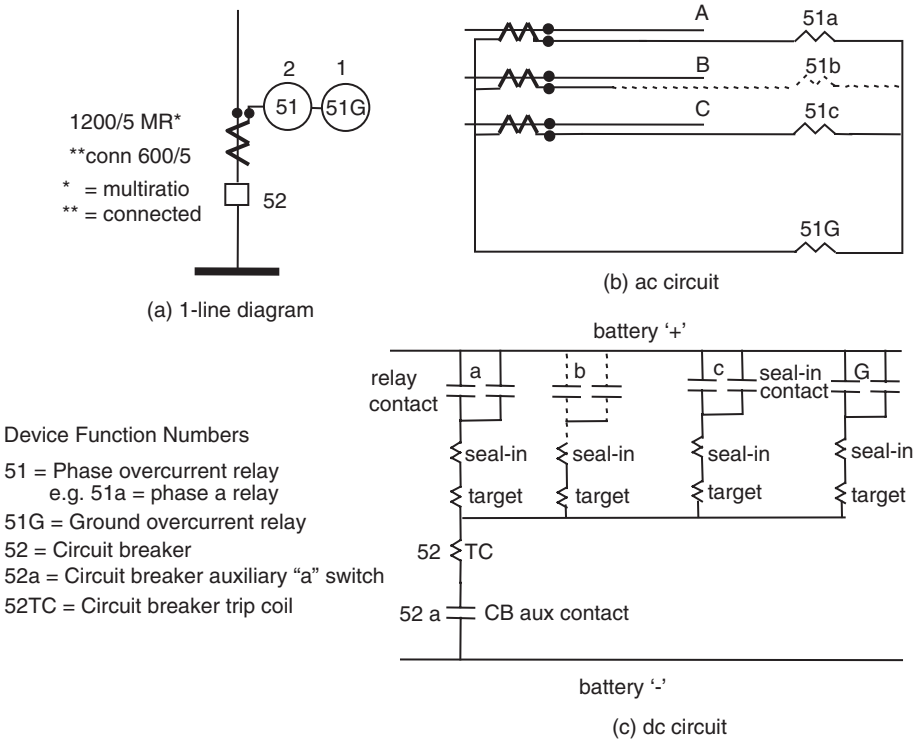 2 1
51 51G
1200/5 MR*
**conn 600/5
* = multiratio
** = connected
52
(a) 1-line diagram
A
51a
B
51b
C
51c
51G
(b) ac circuit
battery ‘+’
relay
contact
a
b
c
seal-in
contact
G
seal-in
seal-in
seal-in
seal-in
target
target
target
target
52 TC
52 a
CB aux contact
battery ‘-’
(c) dc circuit
Device Function Numbers
51 = Phase overcurrent relay
e.g. 51a = phase a relay
51G = Ground overcurrent relay
52 = Circuit breaker
52a = Circuit breaker auxiliary “a” switch
52TC = Circuit breaker trip coil